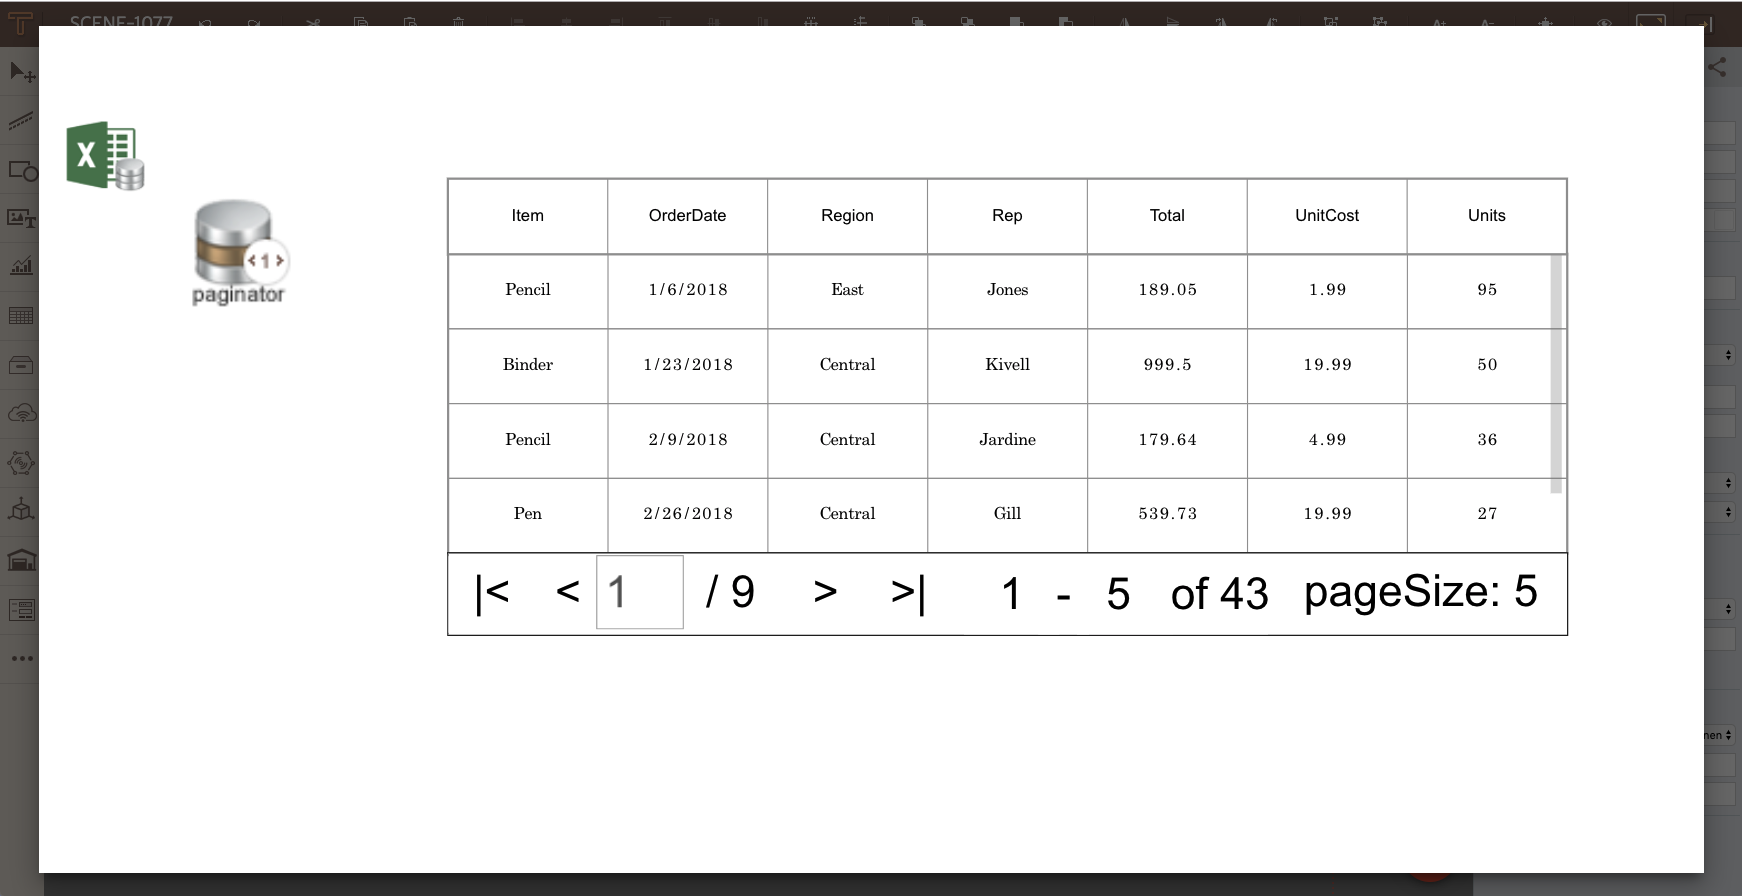 SCENE-1077
X
<1>
paginator
Item OrderDate Region Rep Total UnitCost Units
Pencil 1/6/2018 East Jones 189.05 1.99 95
Binder 1/23/2018 Central Kivell 999.5 19.99 50
Pencil 2/9/2018 Central Jardine 179.64 4.99 36
Pen 2/26/2018 Central Gill 539.73 19.99 27
|< < 1 / 9 > >| 1 - 5 of 43 pageSize: 5